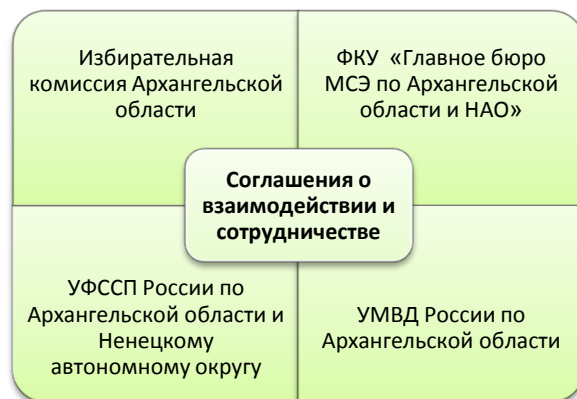 Избирательная
комиссия Архангельской
области
ФКУ «Главное бюро
МСЭ по Архангельской
области и НАО»
Соглашения о
взаимодействии и
сотрудничестве
УФССП России по
Архангельской области и
Ненецкому
автономному округу
УМВД России по
Архангельской области